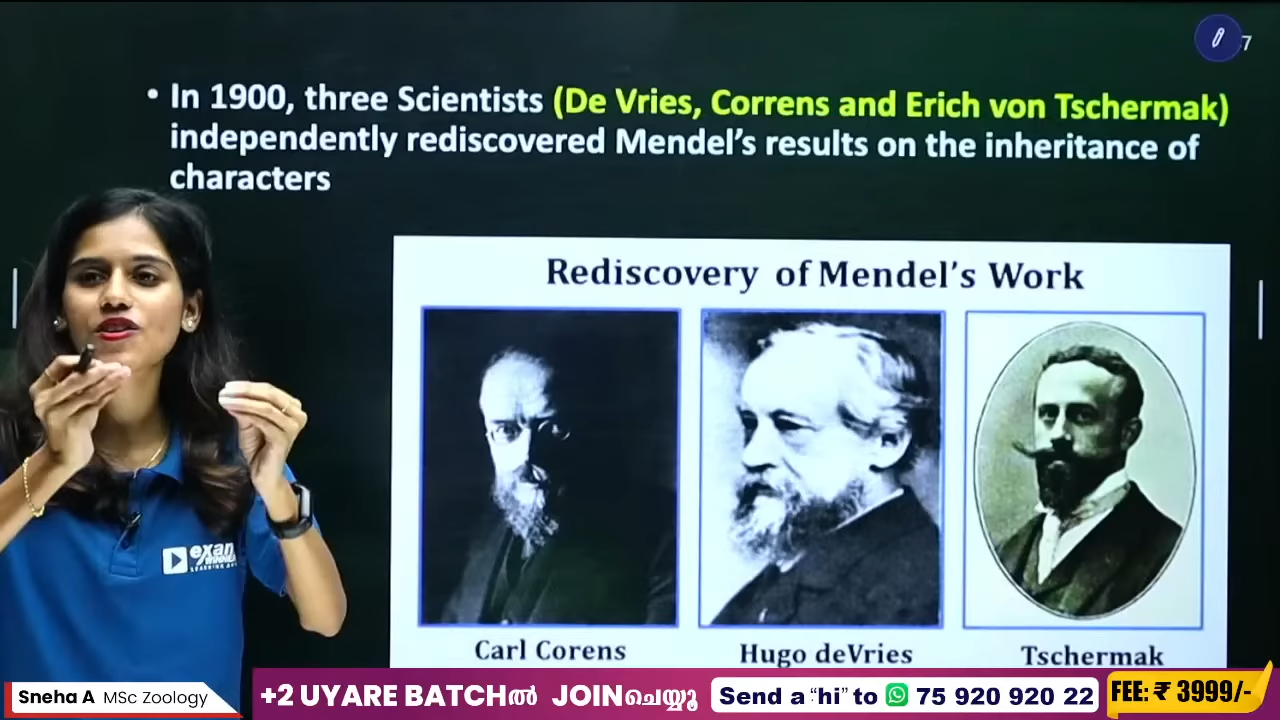 7
• In 1900, three Scientists (De Vries, Correns and Erich von Tschermak)
independently rediscovered Mendel's results on the inheritance of
characters
Rediscovery of Mendel's Work
Carl Corens
Hugo deVries
Tschermak
exam
WINNER
Sneha A MSc Zoology
+2 UYARE BATCHൽ JOINചെയ്യൂ
Send a “hi” to 75 920 920 22
FEE: ₹ 3999/-